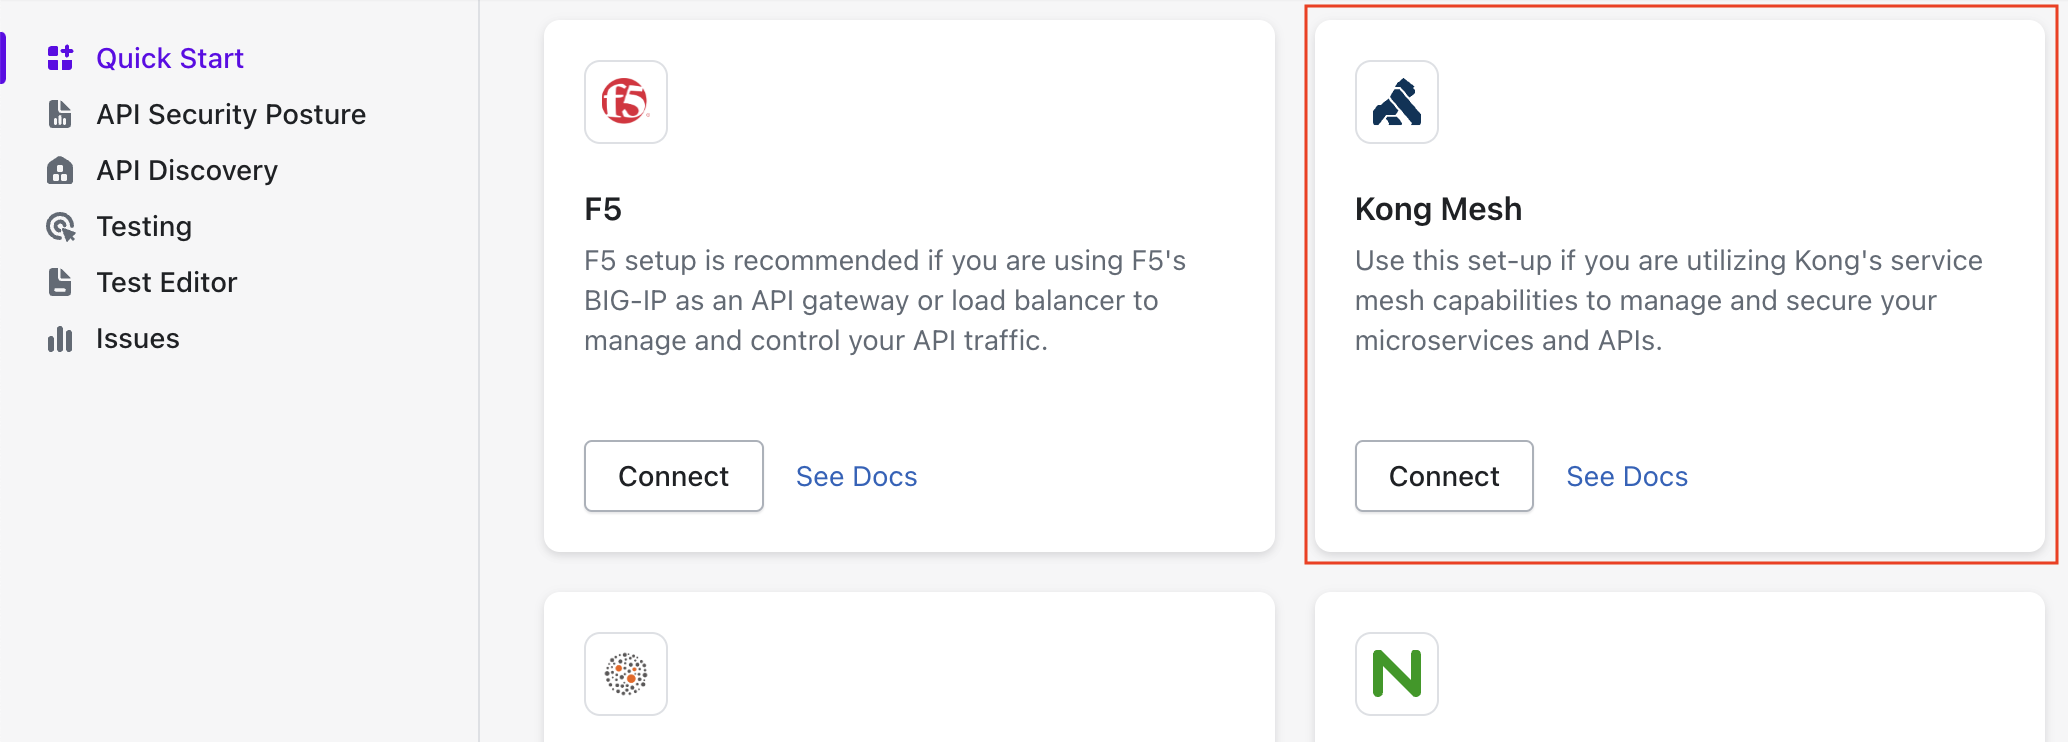 Quick Start
API Security Posture
API Discovery
Testing
Test Editor
Issues
f5
F5
F5 setup is recommended if you are using F5's
BIG-IP as an API gateway or load balancer to
manage and control your API traffic.
Connect
See Docs
Kong Mesh
Use this set-up if you are utilizing Kong's service
mesh capabilities to manage and secure your
microservices and APIs.
Connect
See Docs
N